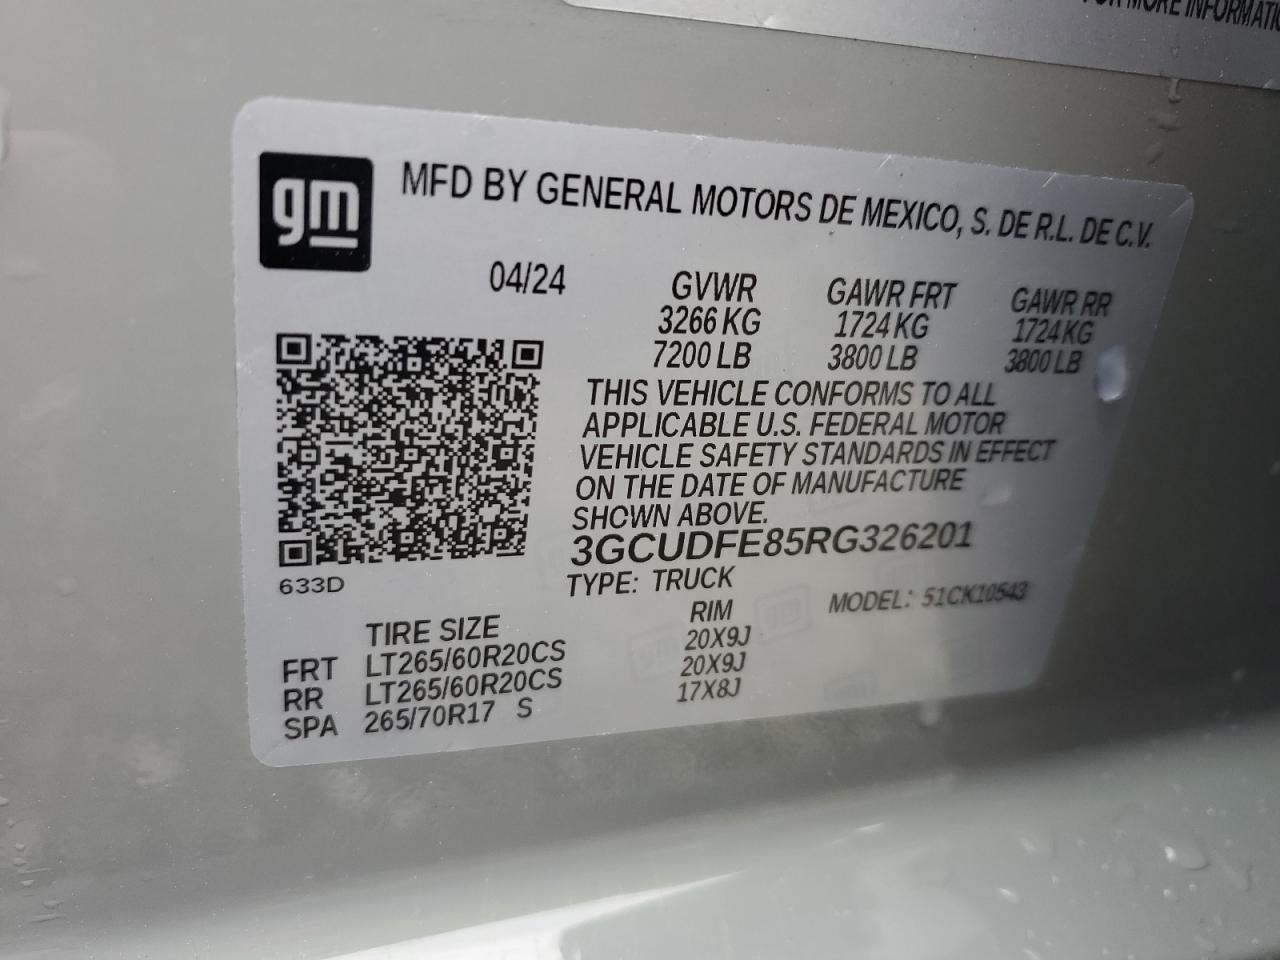 FOR MORE INFORMATIO
gm
MFD BY GENERAL MOTORS DE MEXICO, S. DE R.L. DE C.V.
04/24 GVWR GAWR FRT GAWR RR
3266 KG 1724 KG 1724 KG
7200 LB 3800 LB 3800 LB
THIS VEHICLE CONFORMS TO ALL
APPLICABLE U.S. FEDERAL MOTOR
VEHICLE SAFETY STANDARDS IN EFFECT
ON THE DATE OF MANUFACTURE
SHOWN ABOVE.
3GCUDFE85RG326201
633D
TYPE: TRUCK MODEL: 51CK10543
TIRE SIZE RIM
FRT LT265/60R20CS 20X9J
RR LT265/60R20CS 20X9J
SPA 265/70R17 S 17X8J